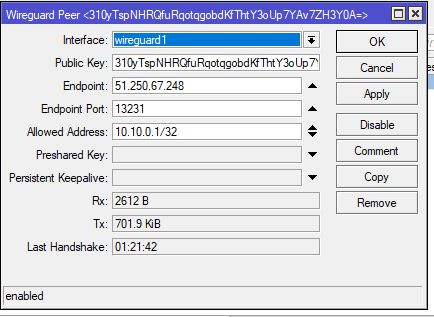 Wireguard Peer <310yTspNHRQfuRqotqgobdKfThtY3oUp7YAv7ZH3Y0A=>
Interface: wireguard1
OK
Public Key: 310yTspNHRQfuRqotqgobdKfThtY3oUp7Y
Cancel
Endpoint: 51.250.67.248
Apply
Endpoint Port: 13231
Allowed Address: 10.10.0.1/32
Disable
Preshared Key:
Comment
Persistent Keepalive:
Copy
Rx: 2612 B
Remove
Tx: 701.9 KiB
Last Handshake: 01:21:42
enabled